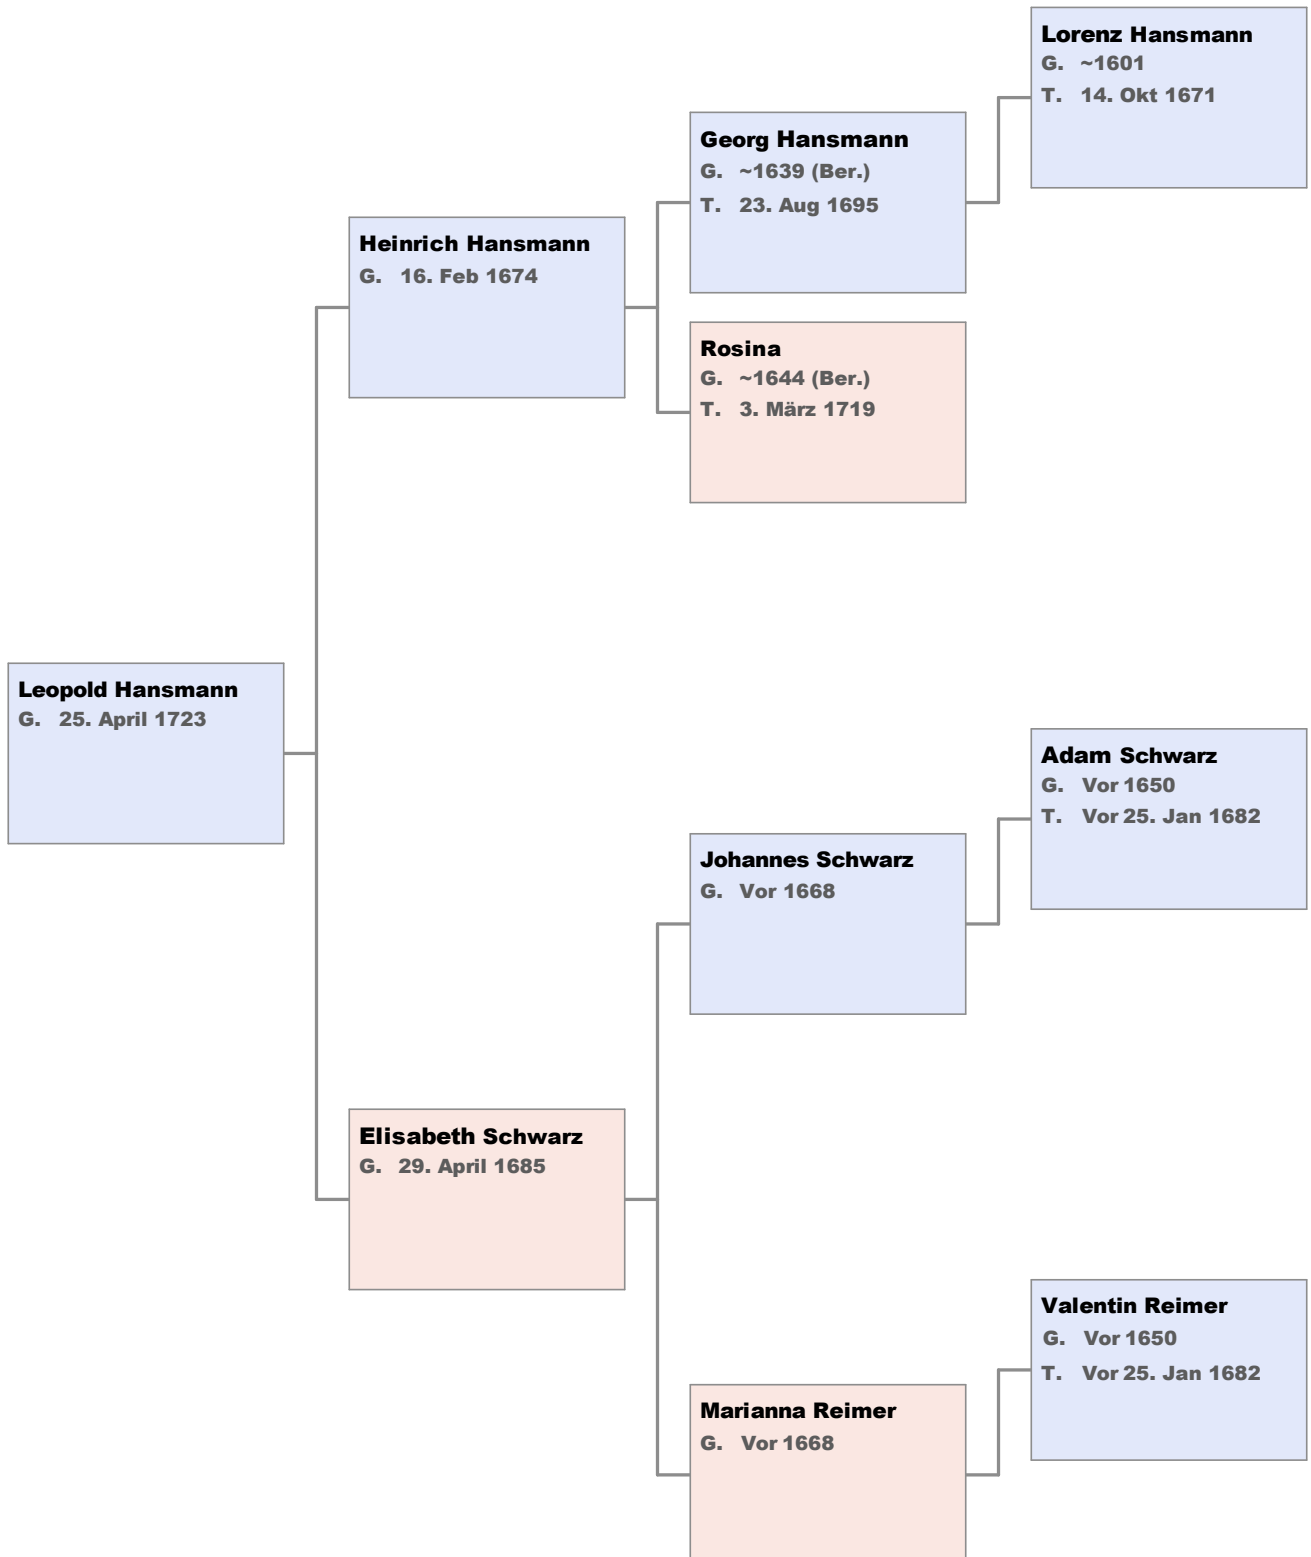 Lorenz Hansmann
G. ~1601
T. 14. Okt 1671
Georg Hansmann
G. ~1639 (Ber.)
T. 23. Aug 1695
Heinrich Hansmann
G. 16. Feb 1674
Rosina
G. ~1644 (Ber.)
T. 3. März 1719
Leopold Hansmann
G. 25. April 1723
Adam Schwarz
G. Vor 1650
T. Vor 25. Jan 1682
Johannes Schwarz
G. Vor 1668
Elisabeth Schwarz
G. 29. April 1685
Valentin Reimer
G. Vor 1650
T. Vor 25. Jan 1682
Marianna Reimer
G. Vor 1668